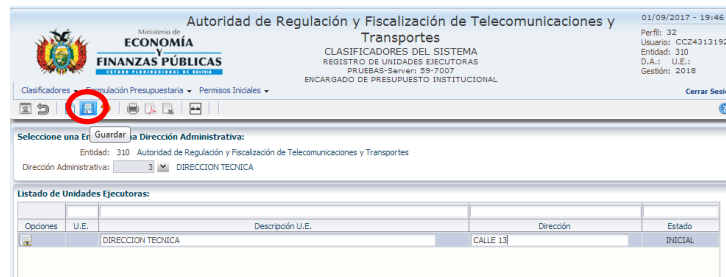 Autoridad de Regulación y Fiscalización de Telecomunicaciones y
Transportes
CLASIFICADORES DEL SISTEMA
REGISTRO DE UNIDADES EJECUTORAS
PRUEBAS-Server: 59-7007
ENCARGADO DE PRESUPUESTO INSTITUCIONAL
Ministerio de
ECONOMÍA
Y
FINANZAS PÚBLICAS
ESTADO PLURINACIONAL DE BOLIVIA
01/09/2017 - 19:46
Perfil: 32
Usuario: CCZ4313192
Entidad: 310
D.A.: U.E.:
Gestión: 2018
Clasificadores Formulación Presupuestaria Permisos Iniciales
Cerrar Sesi
Guardar
Seleccione una En a Dirección Administrativa:
Entidad: 310 Autoridad de Regulación y Fiscalización de Telecomunicaciones y Transportes
Dirección Administrativa: 3 DIRECCION TECNICA
Listado de Unidades Ejecutoras:
Opciones U.E. Descripción U.E. Dirección Estado
DIRECCION TECNICA CALLE 13 INICIAL